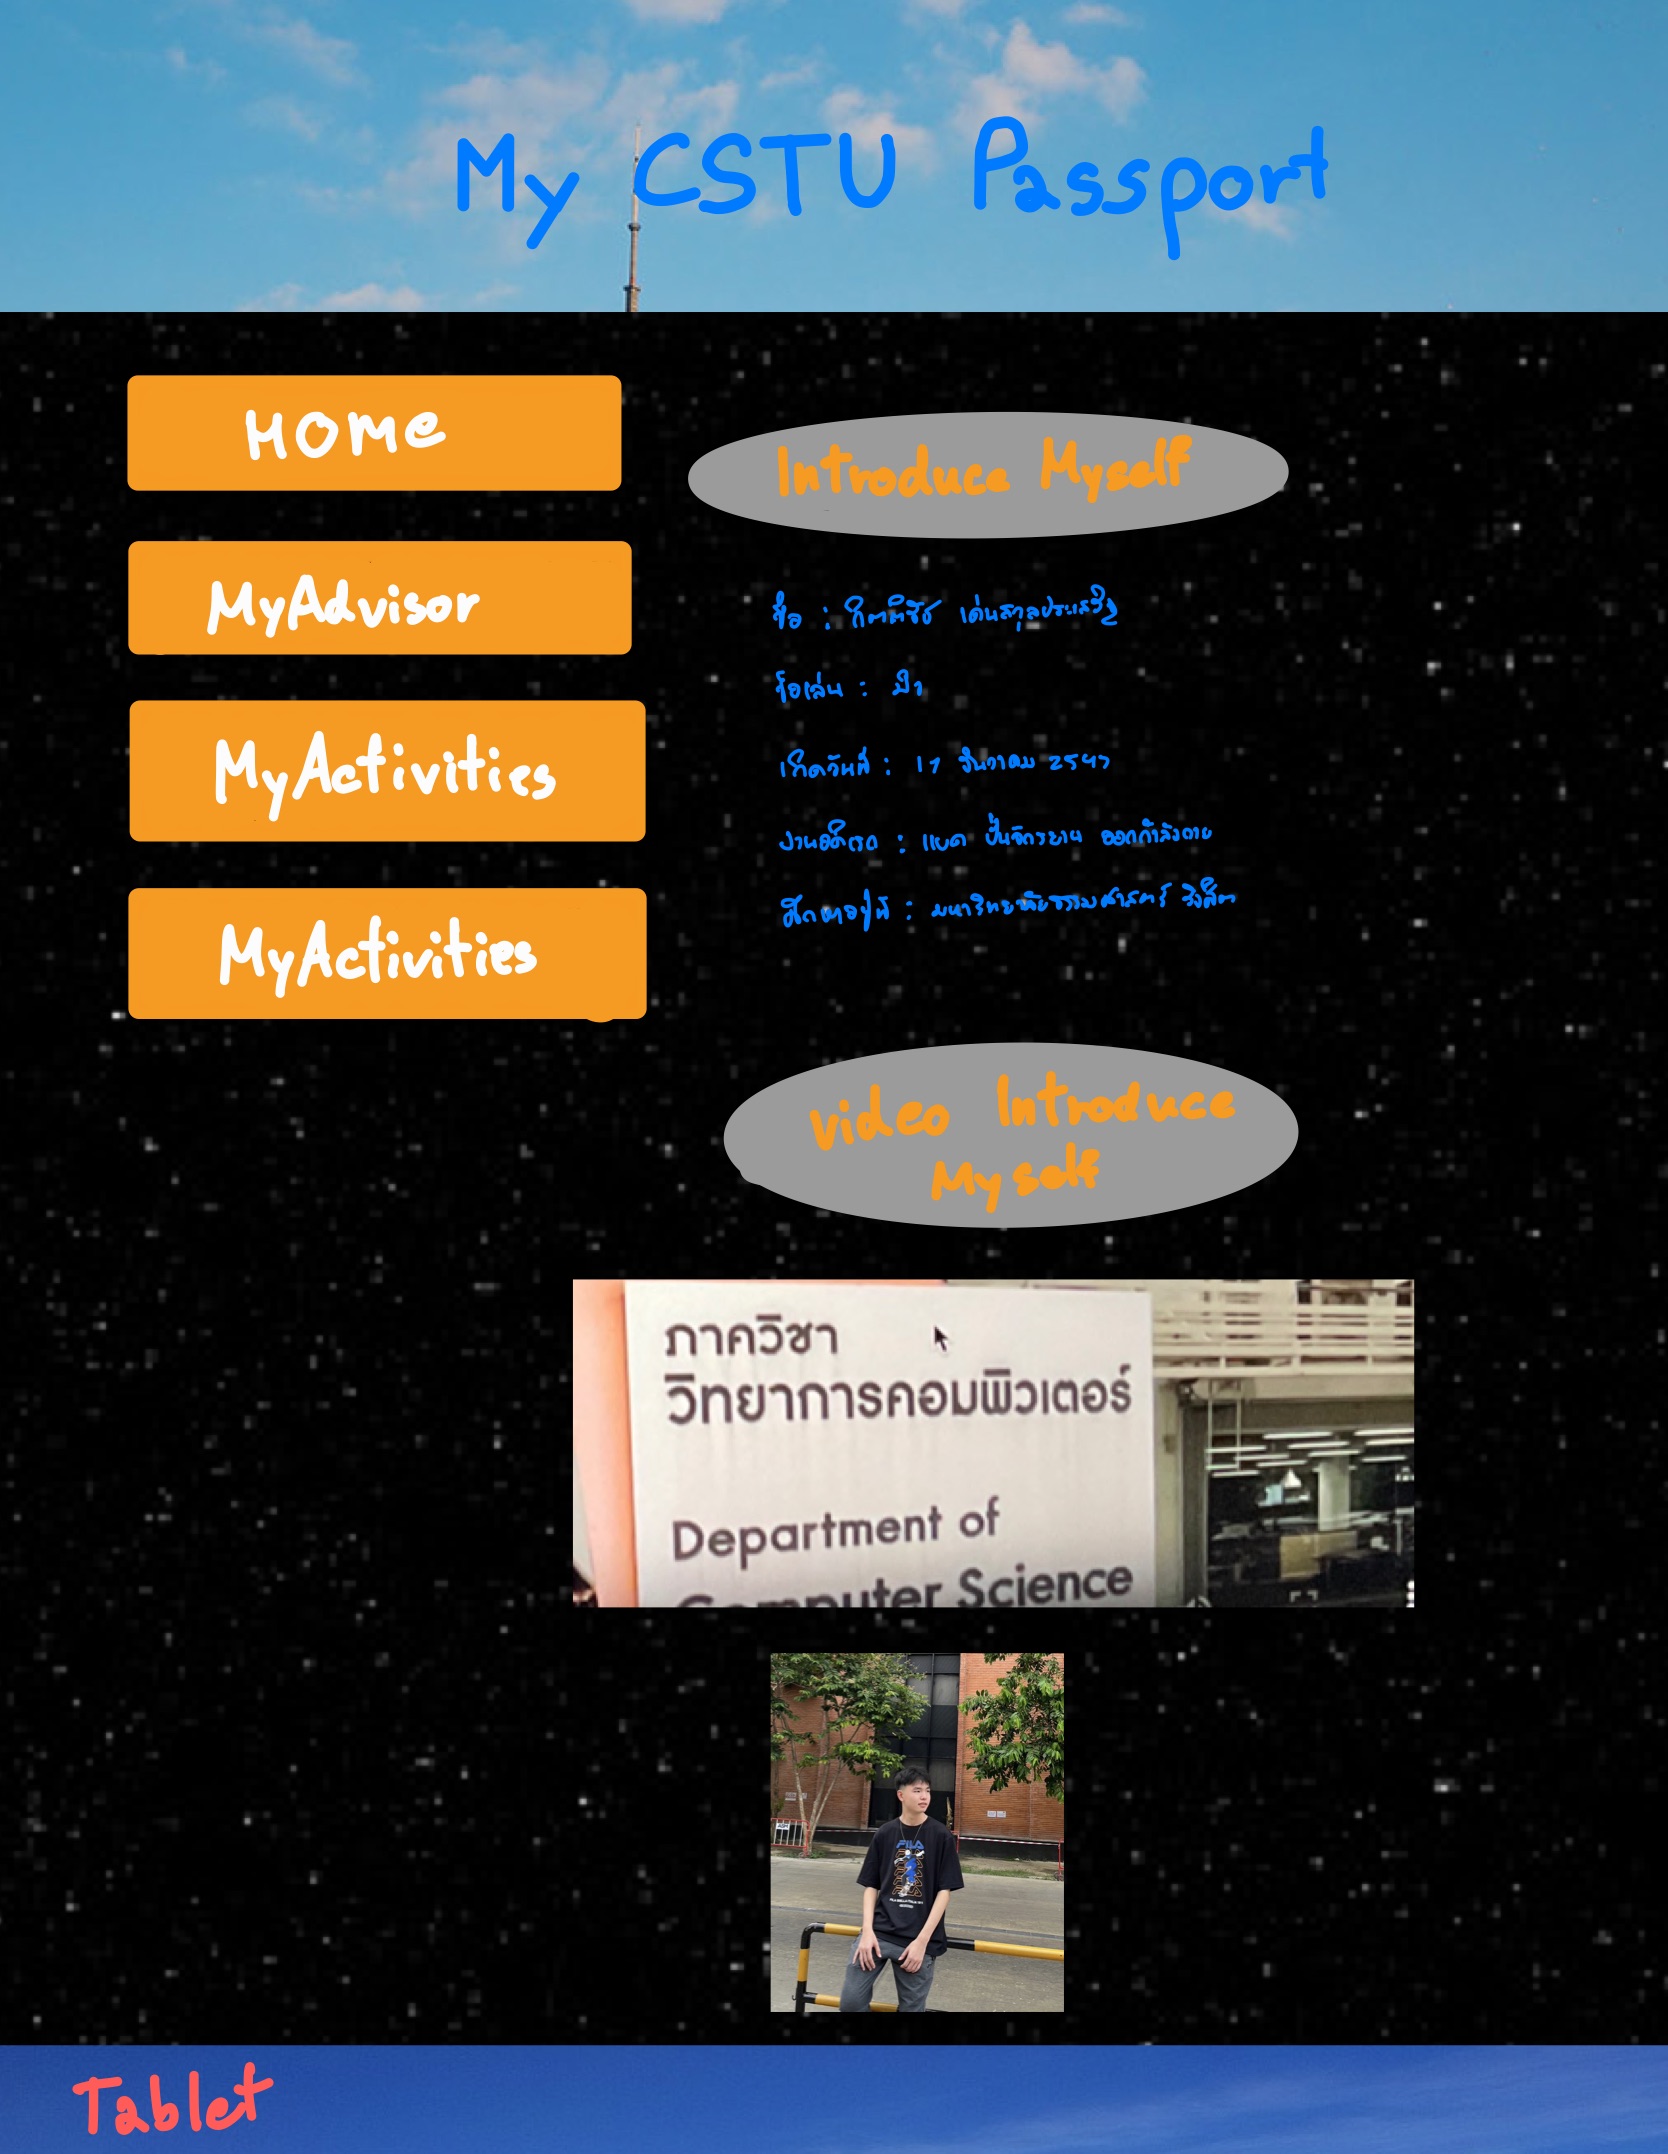 My CSTU Passport
HOME
MyAdvisor
MyActivities
MyActivities
Introduce Myself
ชื่อ : กิตติธัช เด่นสกุลประเสริฐ
ชื่อเล่น :
เกิดวันที่ : 17 ธันวาคม 2547
งานอดิเรก : แบด ปั่นจักรยาน ออกกำลังกาย
ศึกษาอยู่ที่ : มหาวิทยาลัยธรรมศาสตร์ รังสิต
video Introduce
Myself
ภาควิชา
วิทยาการคอมพิวเตอร์
Department of
Computer Science
FILA
Tablet